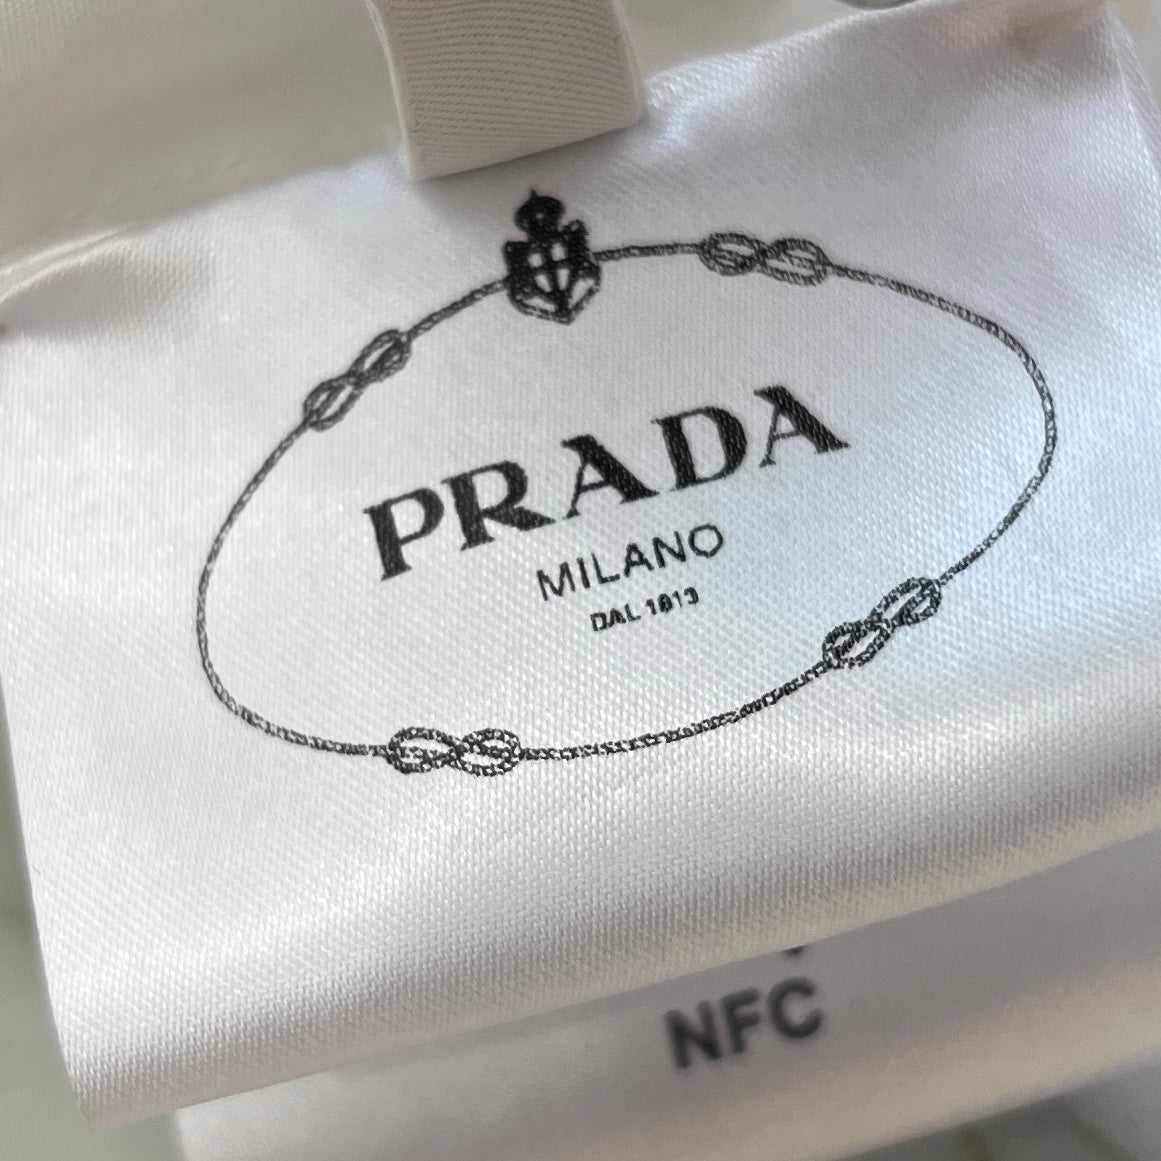 PRADA
MILANO
DAL 1913
NFC